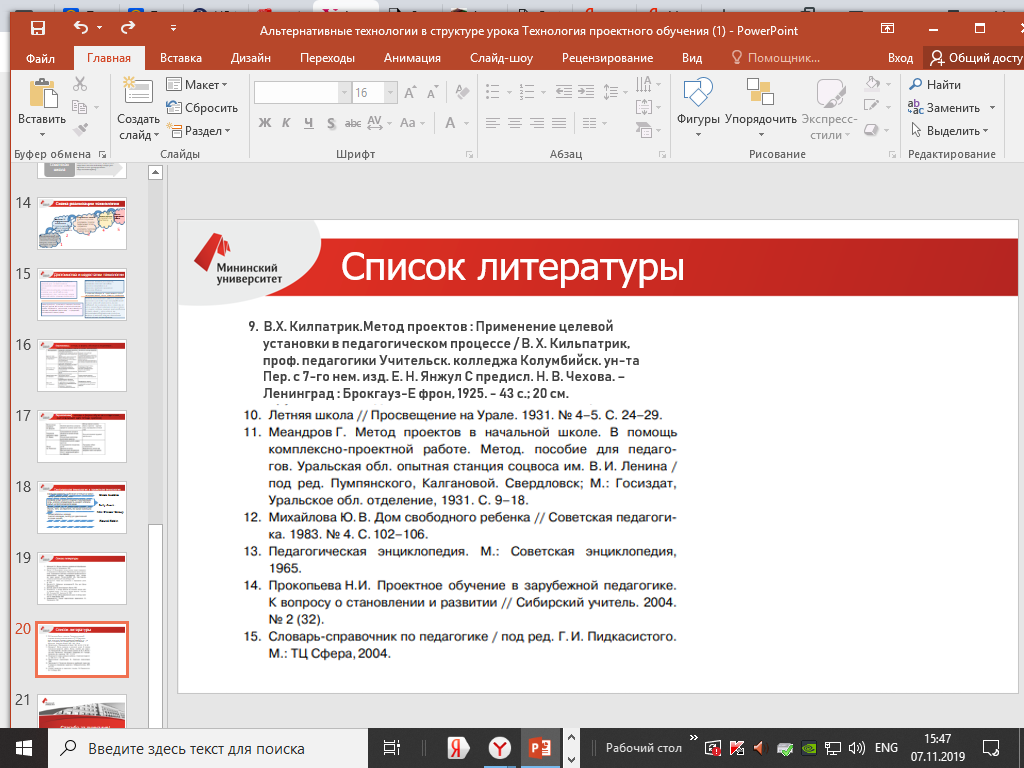 Альтернативные технологии в структуре урока Технология проектного обучения (1) - PowerPoint
Файл Главная Вставка Дизайн Переходы Анимация Слайд-шоу Рецензирование Вид Помощник... Вход Общий досту
Вставить
Создать слайд
Макет
Сбросить
Раздел
16
Ж К Ч S abc AV Aa A
Фигуры Упорядочить Экспресс-стили
Найти
Заменить
Выделить
Буфер обмена Слайды Шрифт Абзац Рисование Редактирование
14
15
16
17
18
19
20
21
Мининский
университет
Список литературы
9. В.Х. Килпатрик.Метод проектов : Применение целевой
установки в педагогическом процессе / В. Х. Кильпатрик,
проф. педагогики Учительск. колледжа Колумбийск. ун-та
Пер. с 7-го нем. изд. Е. Н. Янжул С предисл. Н. В. Чехова. –
Ленинград : Брокгауз-Е фрон, 1925. - 43 с.; 20 см.
10. Летняя школа // Просвещение на Урале. 1931. № 4–5. С. 24–29.
11. Меандров Г. Метод проектов в начальной школе. В помощь
комплексно-проектной работе. Метод. пособие для педаго-
гов. Уральская обл. опытная станция соцвоса им. В. И. Ленина /
под ред. Пумпянского, Калгановой. Свердловск; М.: Госиздат,
Уральское обл. отделение, 1931. С. 9–18.
12. Михайлова Ю. В. Дом свободного ребенка // Советская педагоги-
ка. 1983. № 4. С. 102–106.
13. Педагогическая энциклопедия. М.: Советская энциклопедия,
1965.
14. Прокопьева Н.И. Проектное обучение в зарубежной педагогике.
К вопросу о становлении и развитии // Сибирский учитель. 2004.
№ 2 (32).
15. Словарь-справочник по педагогике / под ред. Г. И. Пидкасистого.
М.: ТЦ Сфера, 2004.
Введите здесь текст для поиска
Рабочий стол
ENG
15:47
07.11.2019